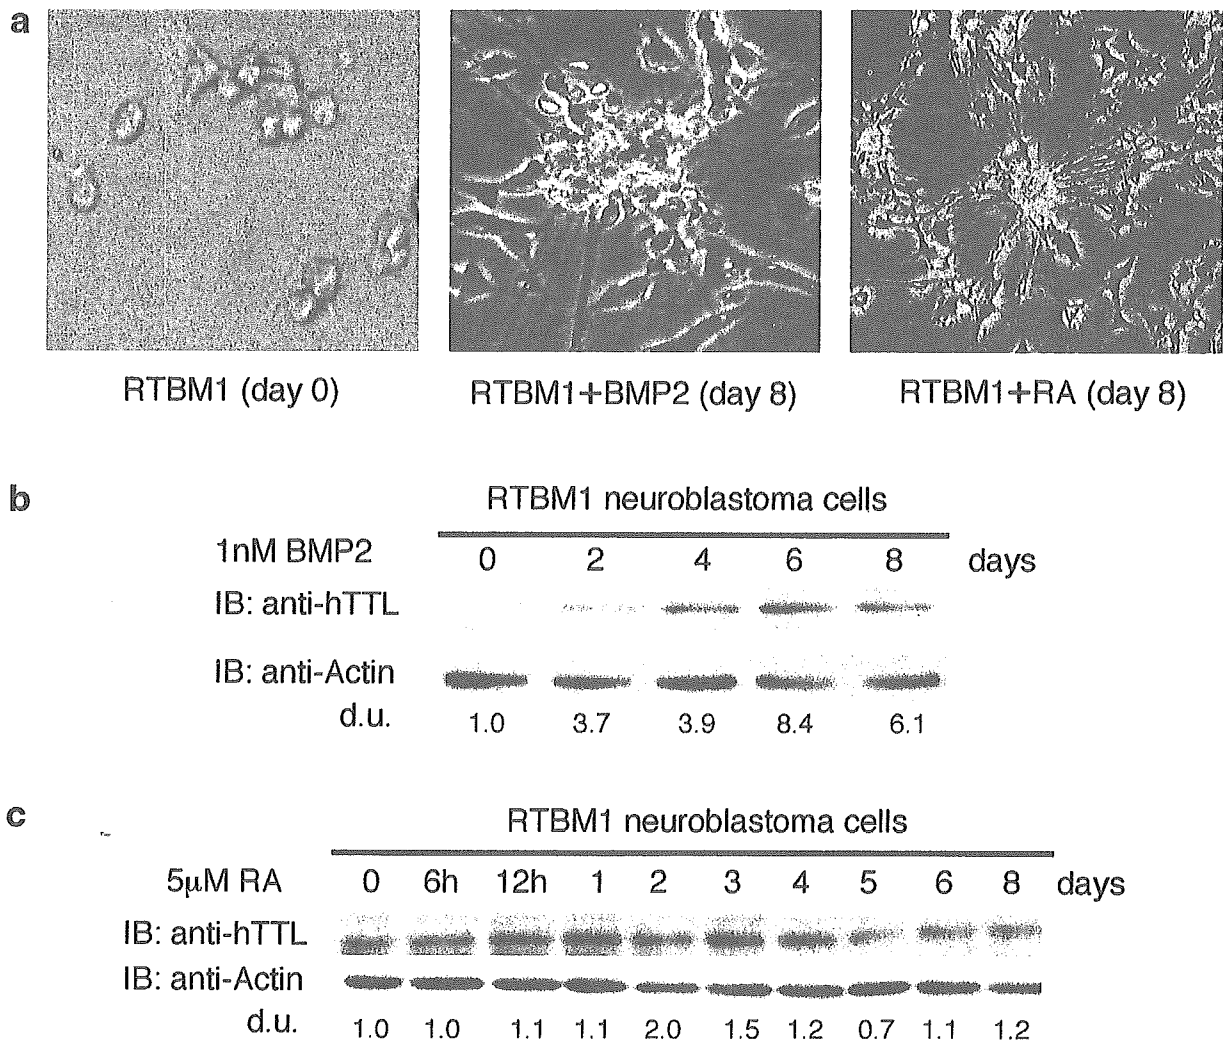 a
RTBM1 (day 0)
RTBM1+BMP2 (day 8)
RTBM1+RA (day 8)
b
RTBM1 neuroblastoma cells
1nM BMP2 0 2 4 6 8 days
IB: anti-hTTL
IB: anti-Actin
d.u. 1.0 3.7 3.9 8.4 6.1
c
RTBM1 neuroblastoma cells
5μM RA 0 6h 12h 1 2 3 4 5 6 8 days
IB: anti-hTTL
IB: anti-Actin
d.u. 1.0 1.0 1.1 1.1 2.0 1.5 1.2 0.7 1.1 1.2